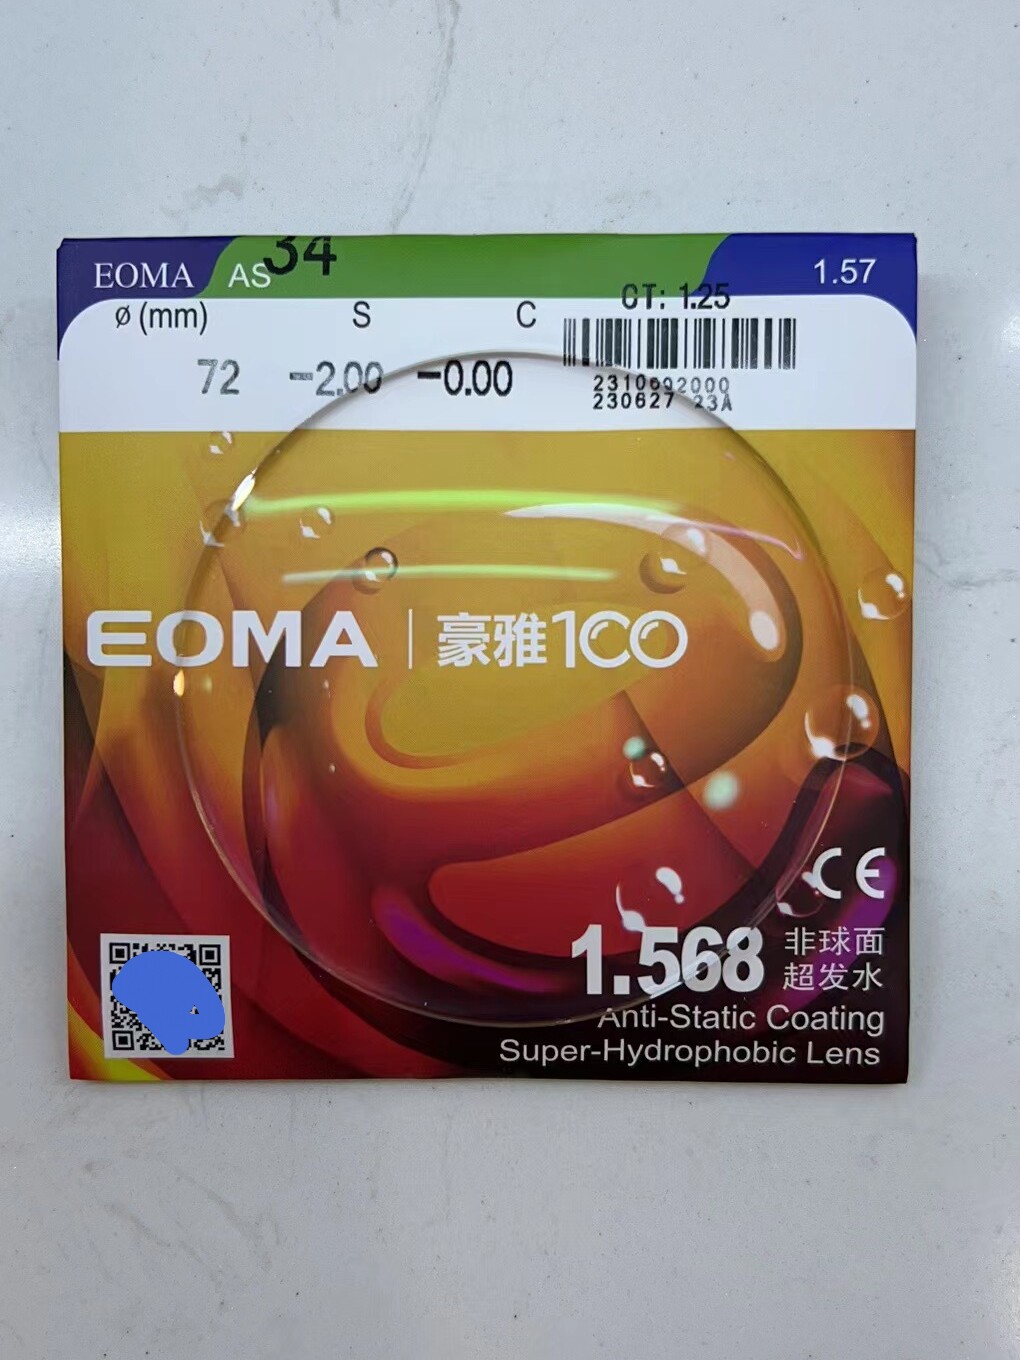 34
EOMA AS 1.57
ø (mm) S C CT: 1.25
72 -2.00 -0.00
2310692000
230627 23A
EOMA | 豪雅100
CE
1.568 非球面
超发水
Anti-Static Coating
Super-Hydrophobic Lens